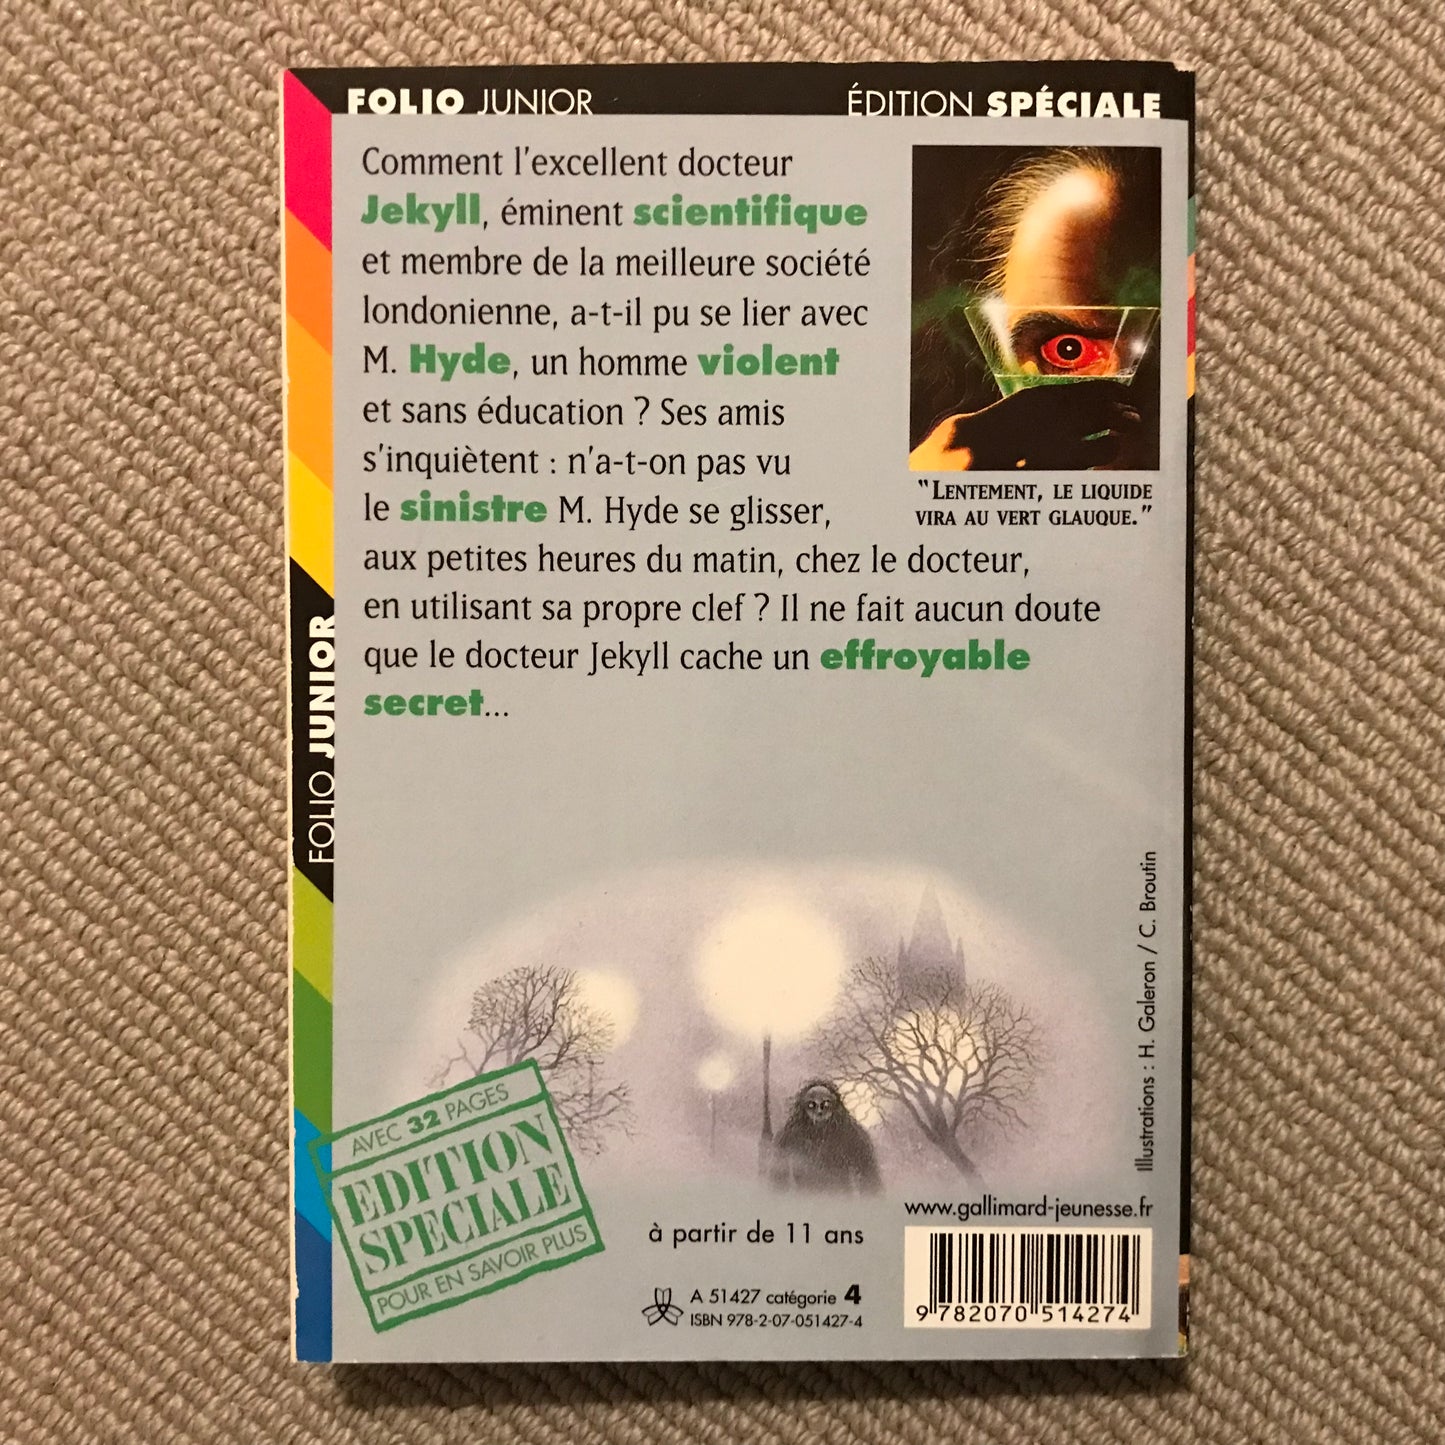 FOLIO JUNIOR
ÉDITION SPÉCIALE
Comment l'excellent docteur
Jekyll, éminent scientifique
et membre de la meilleure société
londonienne, a-t-il pu se lier avec
M. Hyde, un homme violent
et sans éducation ? Ses amis
s'inquiètent : n'a-t-on pas vu
le sinistre M. Hyde se glisser,
aux petites heures du matin, chez le docteur,
en utilisant sa propre clef ? Il ne fait aucun doute
que le docteur Jekyll cache un effroyable
secret...
"LENTEMENT, LE LIQUIDE
VIRA AU VERT GLAUQUE."
FOLIO JUNIOR
Illustrations : H. Galeron / C. Broutin
AVEC 32 PAGES
EDITION
SPECIALE
POUR EN SAVOIR PLUS
à partir de 11 ans
www.gallimard-jeunesse.fr
A 51427 catégorie 4
ISBN 978-2-07-051427-4
9 782070 514274